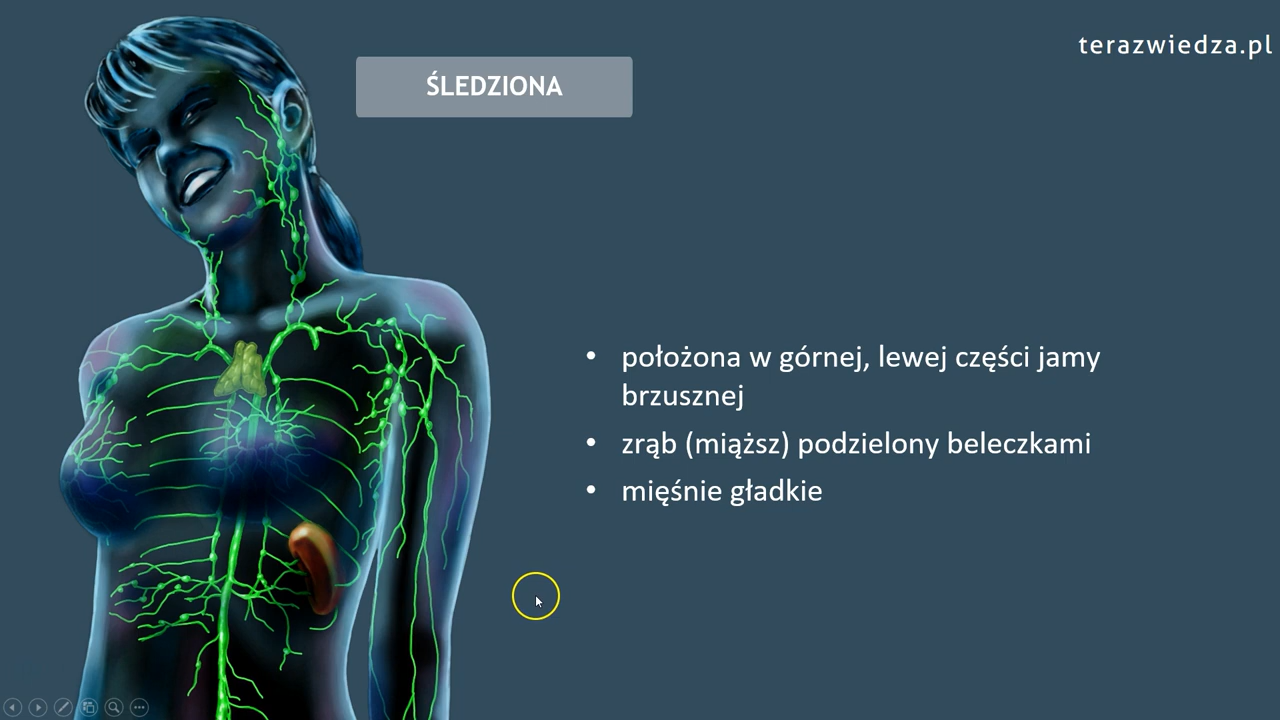 terazwiedza.pl
ŚLEDZIONA
• położona w górnej, lewej części jamy
brzusznej
• zrąb (miąższ) podzielony beleczkami
• mięśnie gładkie